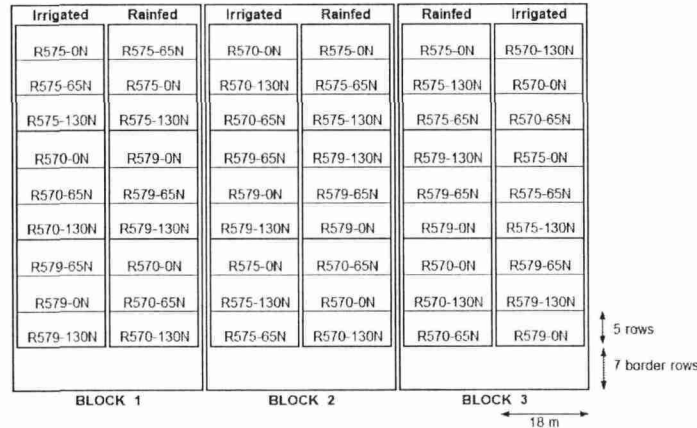 Irrigated Rainfed Irrigated Rainfed Rainfed Irrigated
R575-0N R575-65N R570-0N R575-0N R575-0N R570-130N
R575-65N R575-0N R570-130N R575-65N R575-130N R570-0N
R575-130N R575-130N R570-65N R575-130N R575-65N R570-65N
R570-0N R579-0N R579-65N R579-130N R579-130N R575-0N
R570-65N R579-65N R579-0N R579-65N R579-65N R575-65N
R570-130N R579-130N R579-130N R579-0N R579-0N R575-130N
R579-65N R570-0N R575-0N R570-65N R570-0N R579-65N
R579-0N R570-65N R575-130N R570-0N R570-130N R579-130N
R579-130N R570-130N R575-65N R570-130N R570-65N R579-0N
5 rows
7 border rows
BLOCK 1 BLOCK 2 BLOCK 3
18 m